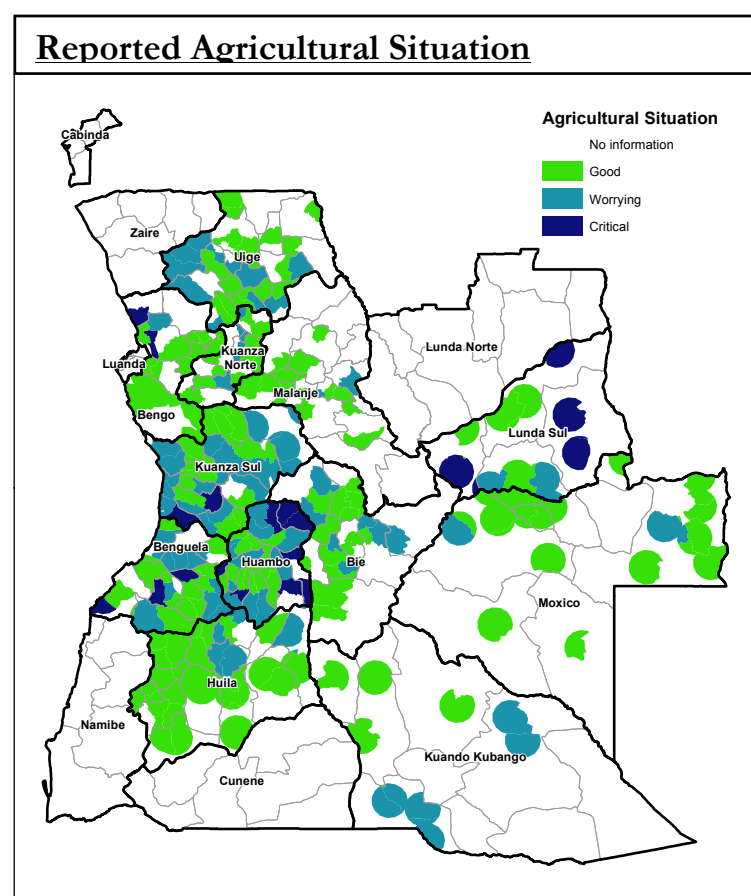 Reported Agricultural Situation
Agricultural Situation
No information
Good
Worrying
Critical
Cabinda
Zaire
Uige
Luanda
Kuanza
Norte
Lunda Norte
Malanje
Bengo
Lunda Sul
Kuanza Sul
Benguela
Huambo
Bie
Moxico
Huila
Namibe
Kuando Kubango
Cunene